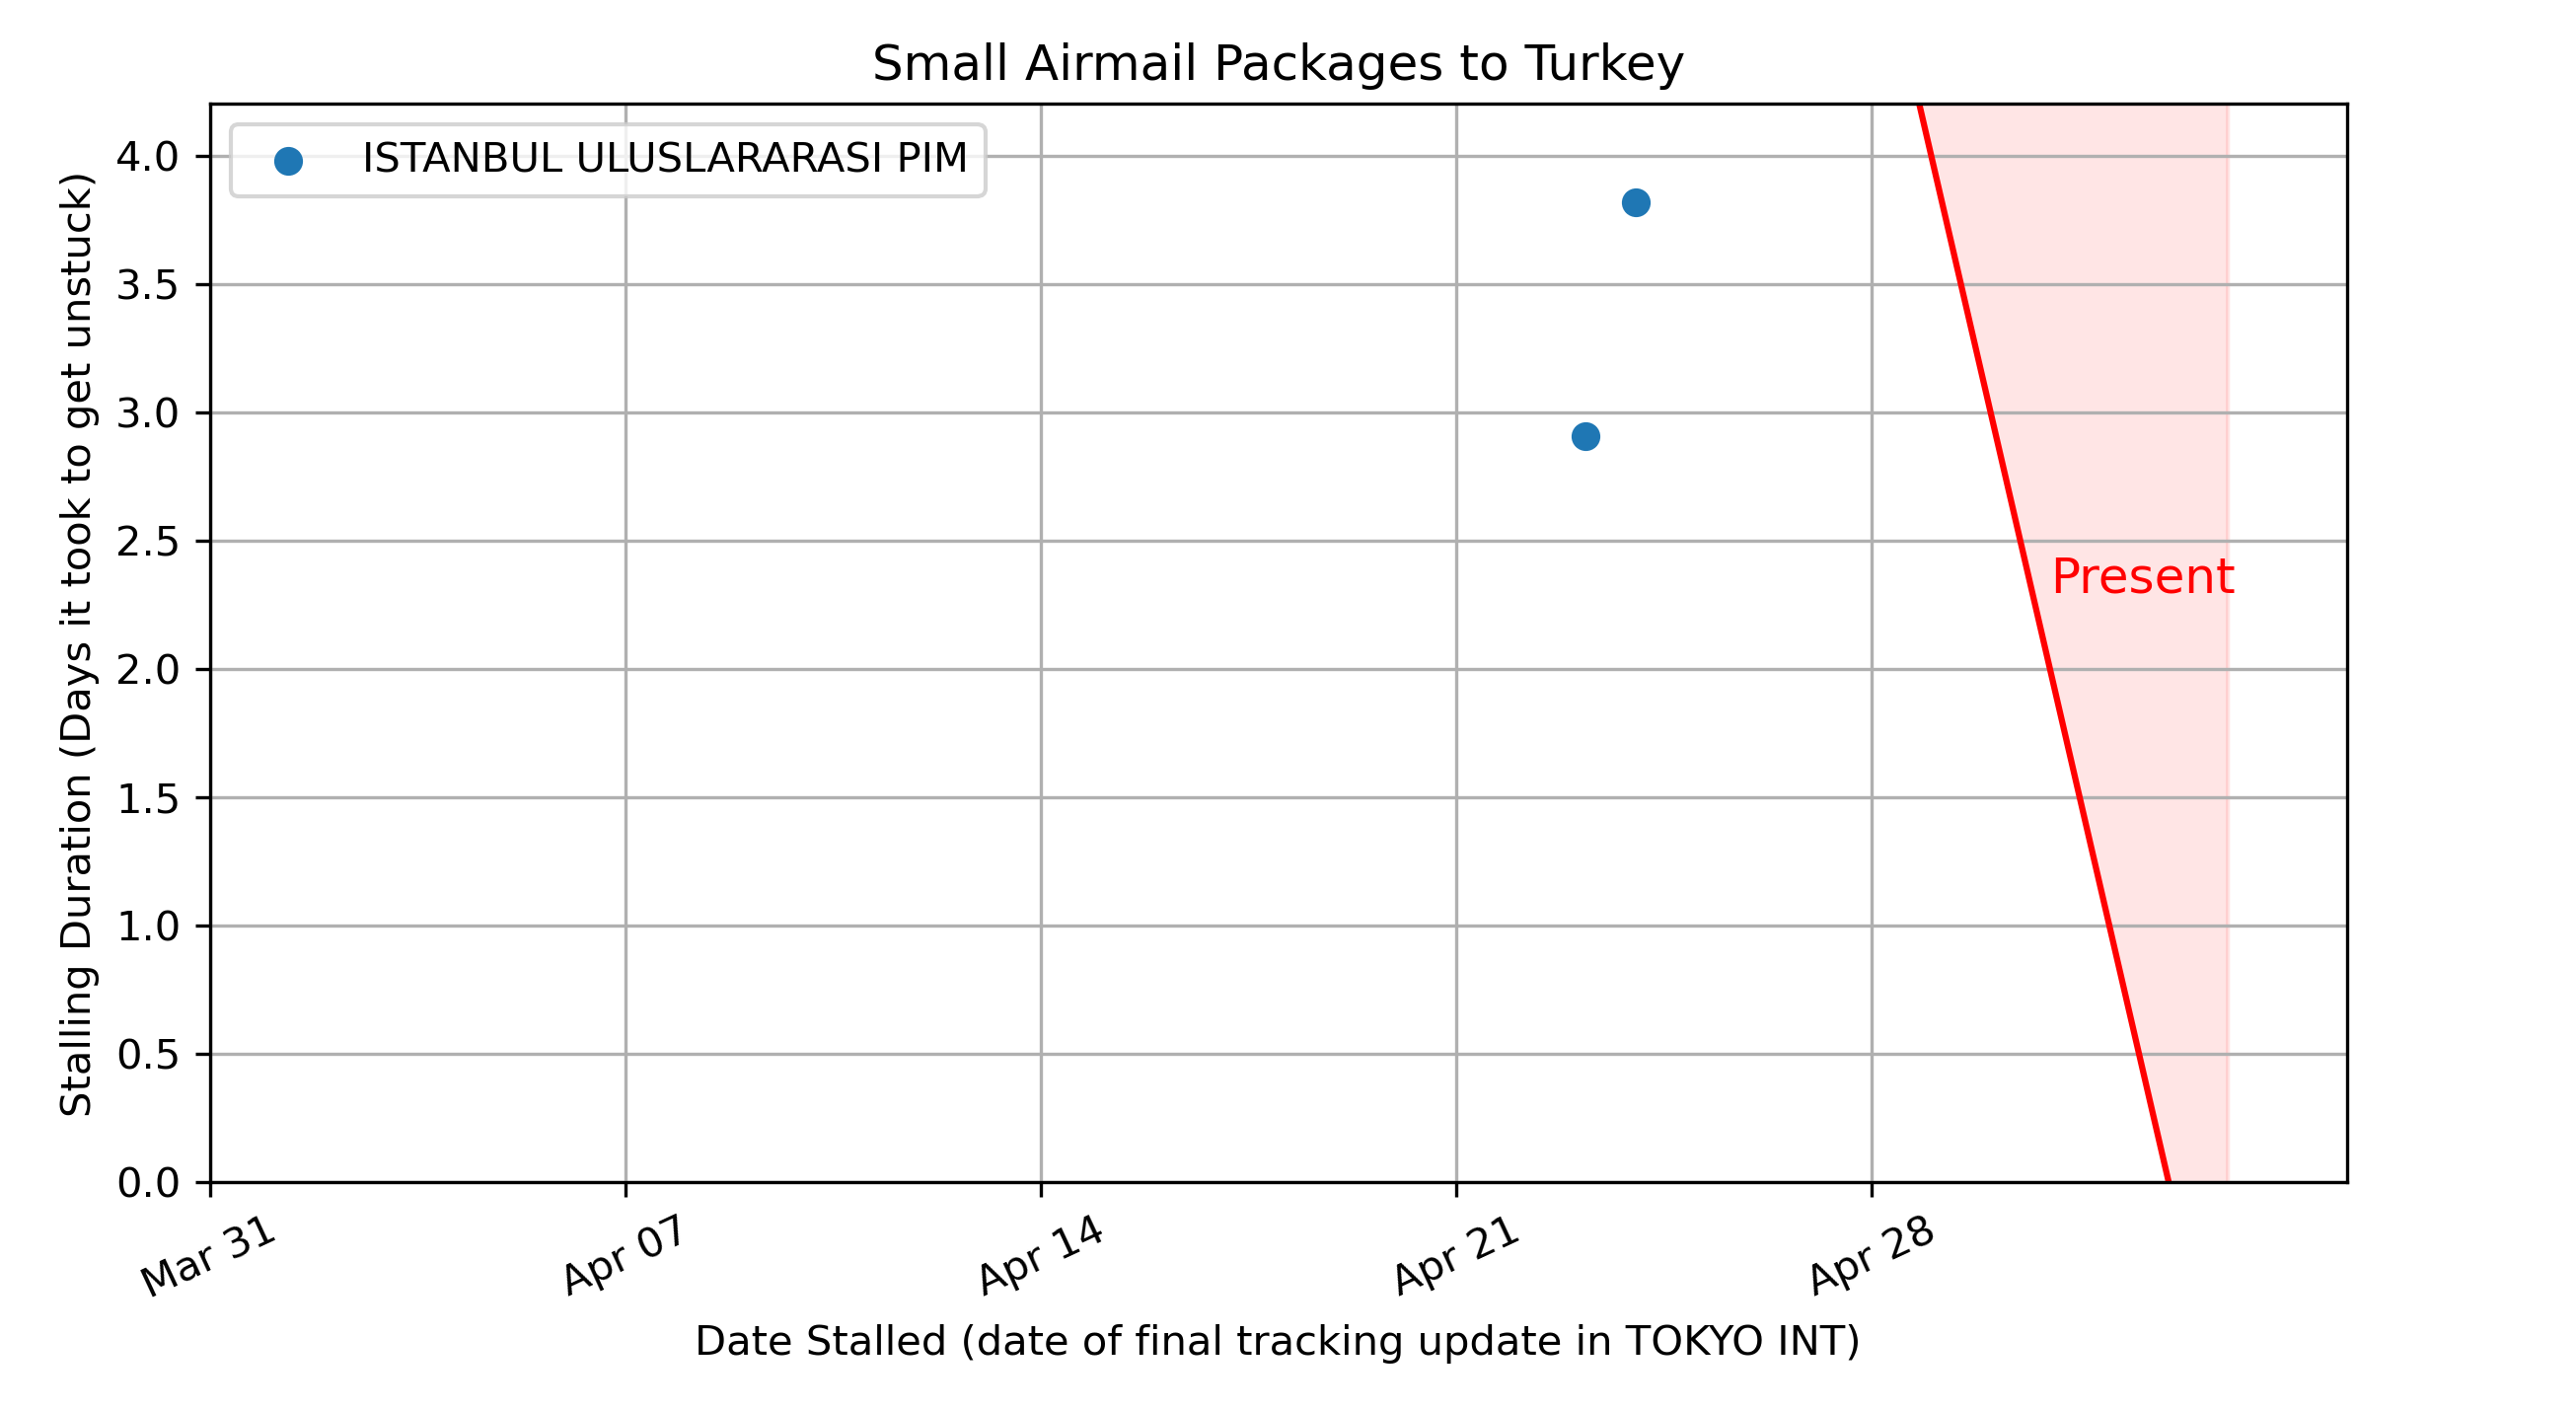 Small Airmail Packages to Turkey
ISTANBUL ULUSLARARASI PIM
Stalling Duration (Days it took to get unstuck)
4.0
3.5
3.0
2.5
2.0
1.5
1.0
0.5
0.0
Present
Mar 31
Apr 07
Apr 14
Apr 21
Apr 28
Date Stalled (date of final tracking update in TOKYO INT)